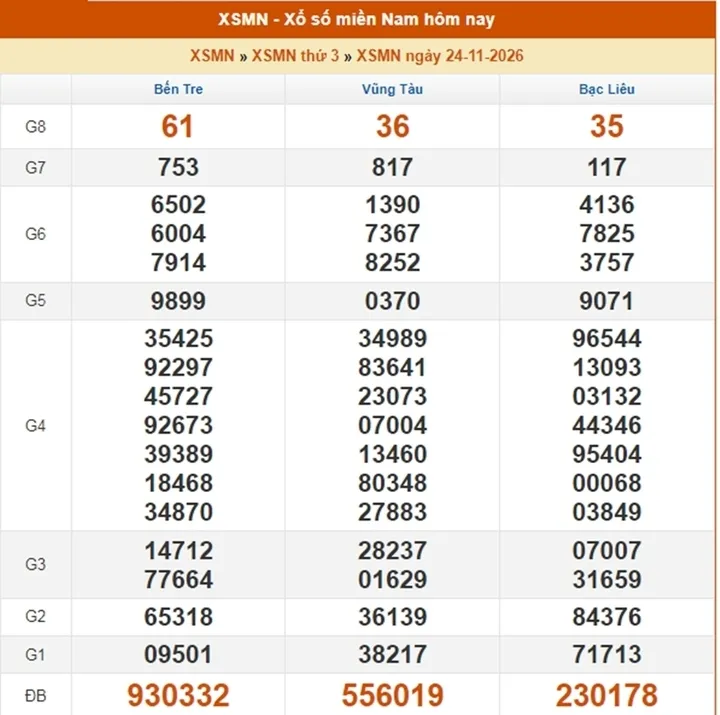 XSMN - Xổ số miền Nam hôm nay
XSMN » XSMN thứ 3 » XSMN ngày 24-11-2026
Bến Tre Vũng Tàu Bạc Liêu
G8 61 36 35
G7 753 817 117
6502 1390 4136
G6 6004 7367 7825
7914 8252 3757
G5 9899 0370 9071
35425 34989 96544
92297 83641 13093
45727 23073 03132
G4 92673 07004 44346
39389 13460 95404
18468 80348 00068
34870 27883 03849
G3 14712 28237 07007
77664 01629 31659
G2 65318 36139 84376
G1 09501 38217 71713
ĐB 930332 556019 230178